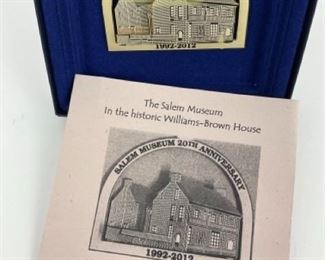 1992-2012
The Salem Museum
In the historic Williams-Brown House
SALEM MUSEUM 20TH ANNIVERSARY
1992-2012